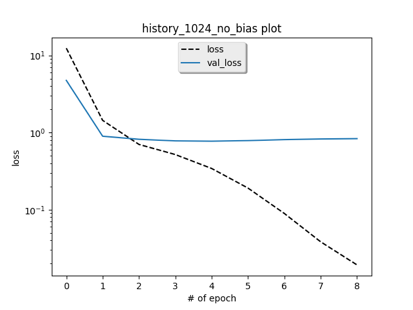 history_1024_no_bias plot
loss
val_loss
10¹
10⁰
10⁻¹
loss
0 1 2 3 4 5 6 7 8
# of epoch